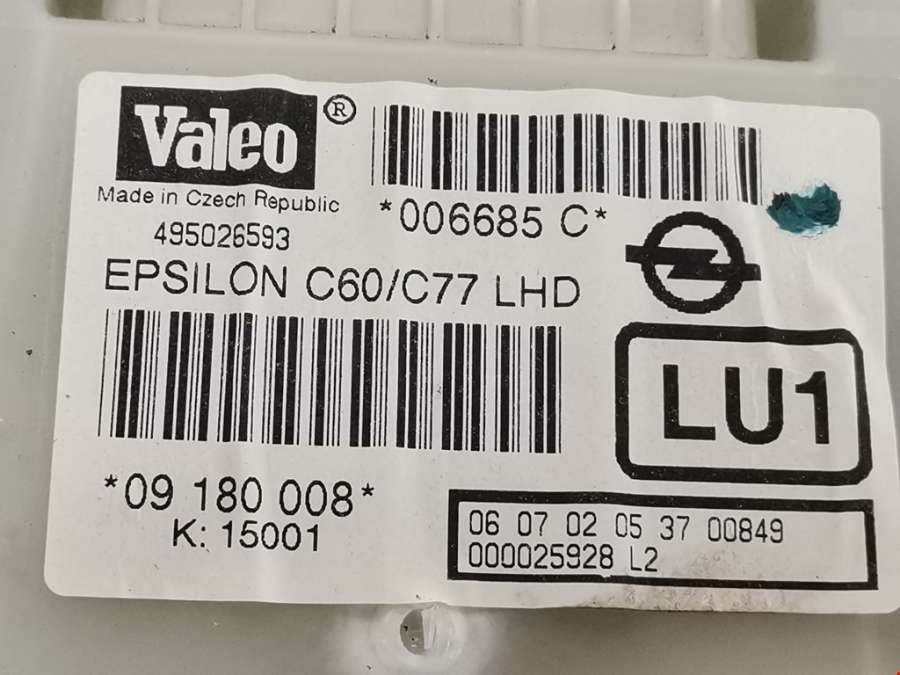 Valeo ®
Made in Czech Republic
495026593
*006685 C*
EPSILON C60/C77 LHD
LU1
*09 180 008*
K: 15001
06 07 02 05 37 00849
000025928 L2